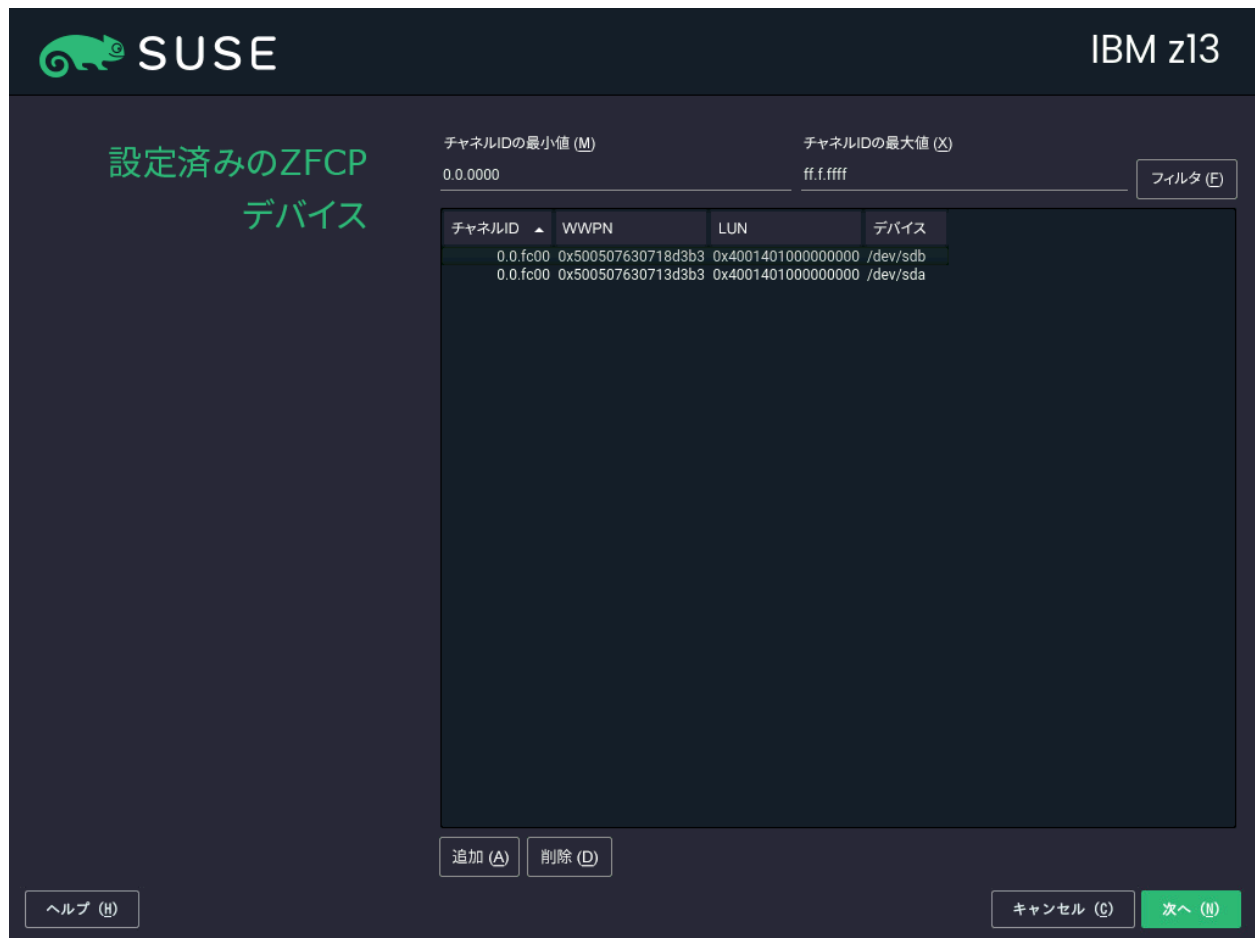 SUSE
IBM z13
設定済みのZFCP
デバイス
チャネルIDの最小値 (M)
チャネルIDの最大値 (X)
0.0.0000
ff.f.ffff
フィルタ (F)
チャネルID WWPN LUN デバイス
0.0.fc00 0x500507630718d3b3 0x4001401000000000 /dev/sdb
0.0.fc00 0x500507630713d3b3 0x4001401000000000 /dev/sda
追加 (A) 削除 (D)
ヘルプ (H)
キャンセル (C)
次へ (N)